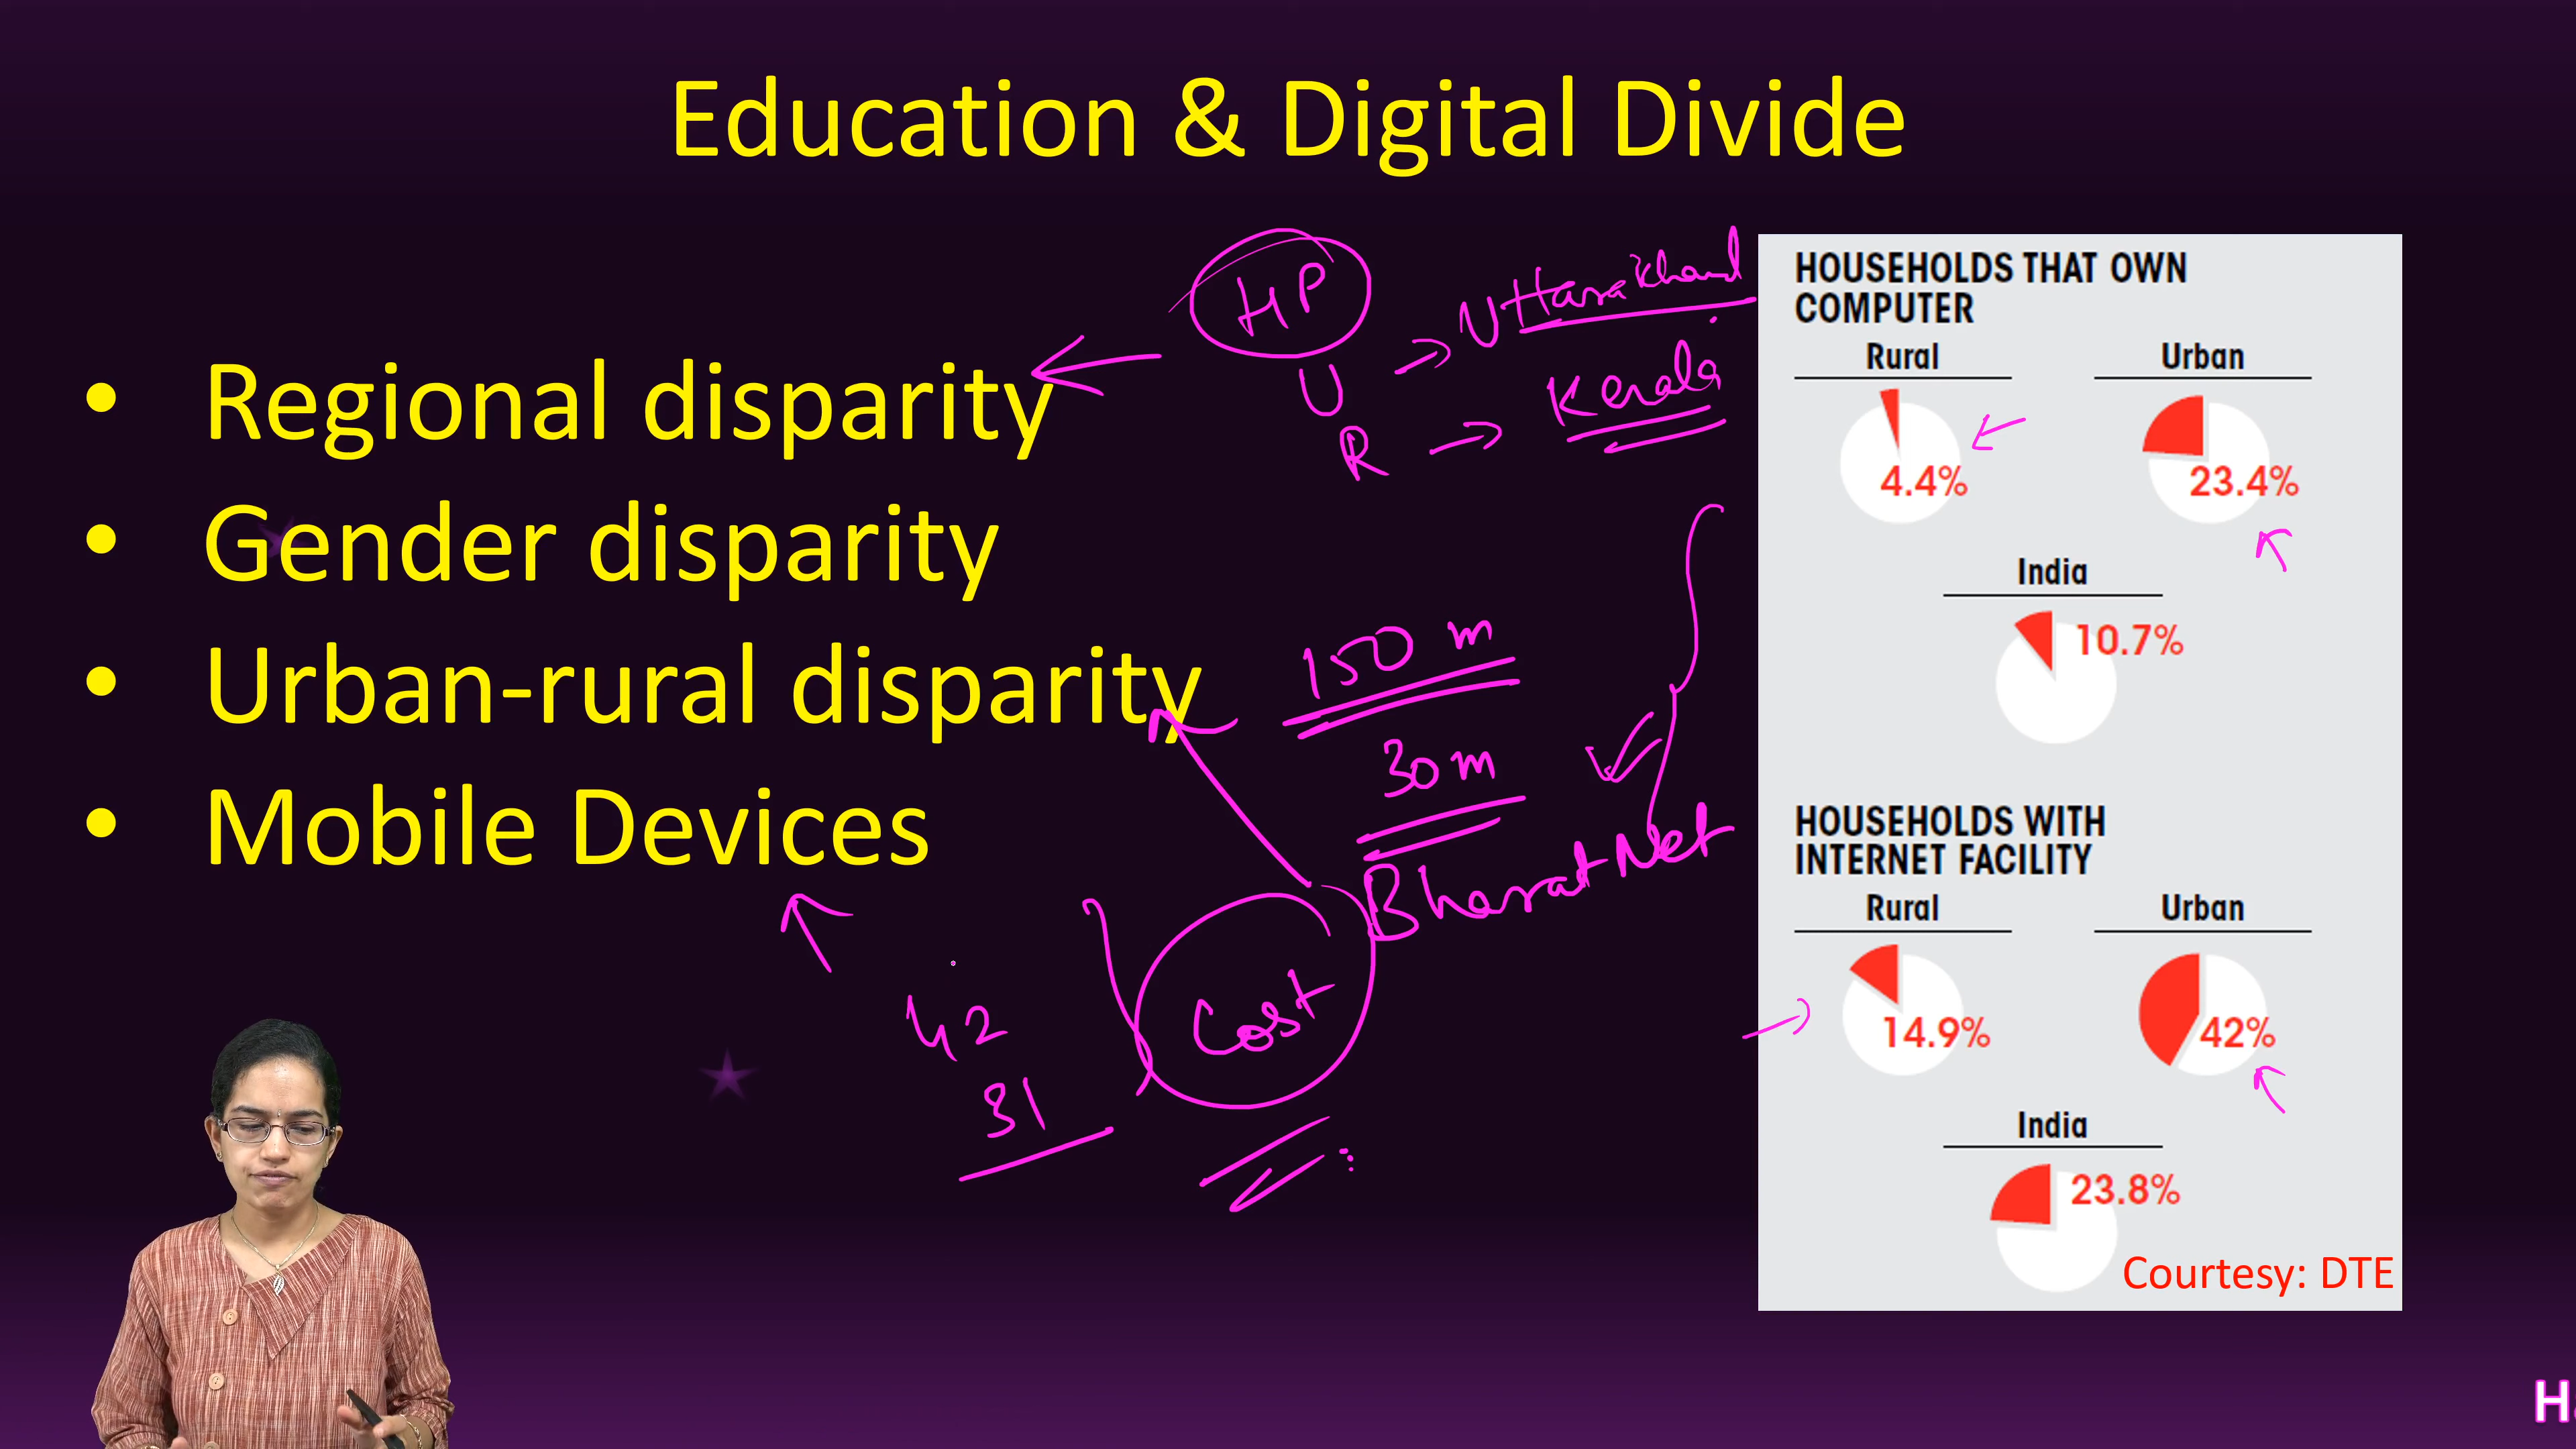 Education & Digital Divide
• Regional disparity
• Gender disparity
• Urban-rural disparity
• Mobile Devices
HP
U → Uttarakhand
R → Kerala
150 m
30 m
BharatNet
Cost
42
31
HOUSEHOLDS THAT OWN
COMPUTER
Rural Urban
4.4% 23.4%
India
10.7%
HOUSEHOLDS WITH
INTERNET FACILITY
Rural Urban
14.9% 42%
India
23.8%
Courtesy: DTE